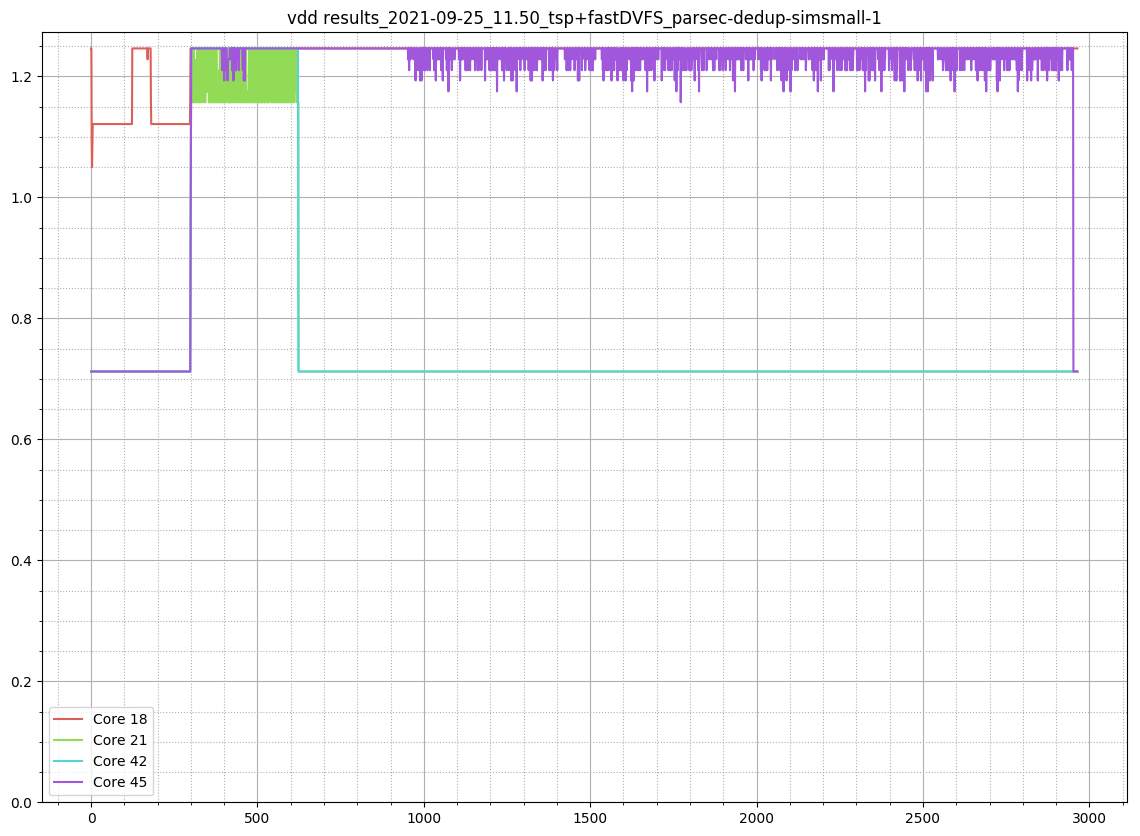 vdd results_2021-09-25_11.50_tsp+fastDVFS_parsec-dedup-simsmall-1
1.2
1.0
0.8
0.6
0.4
0.2
0.0
Core 18
Core 21
Core 42
Core 45
0 500 1000 1500 2000 2500 3000